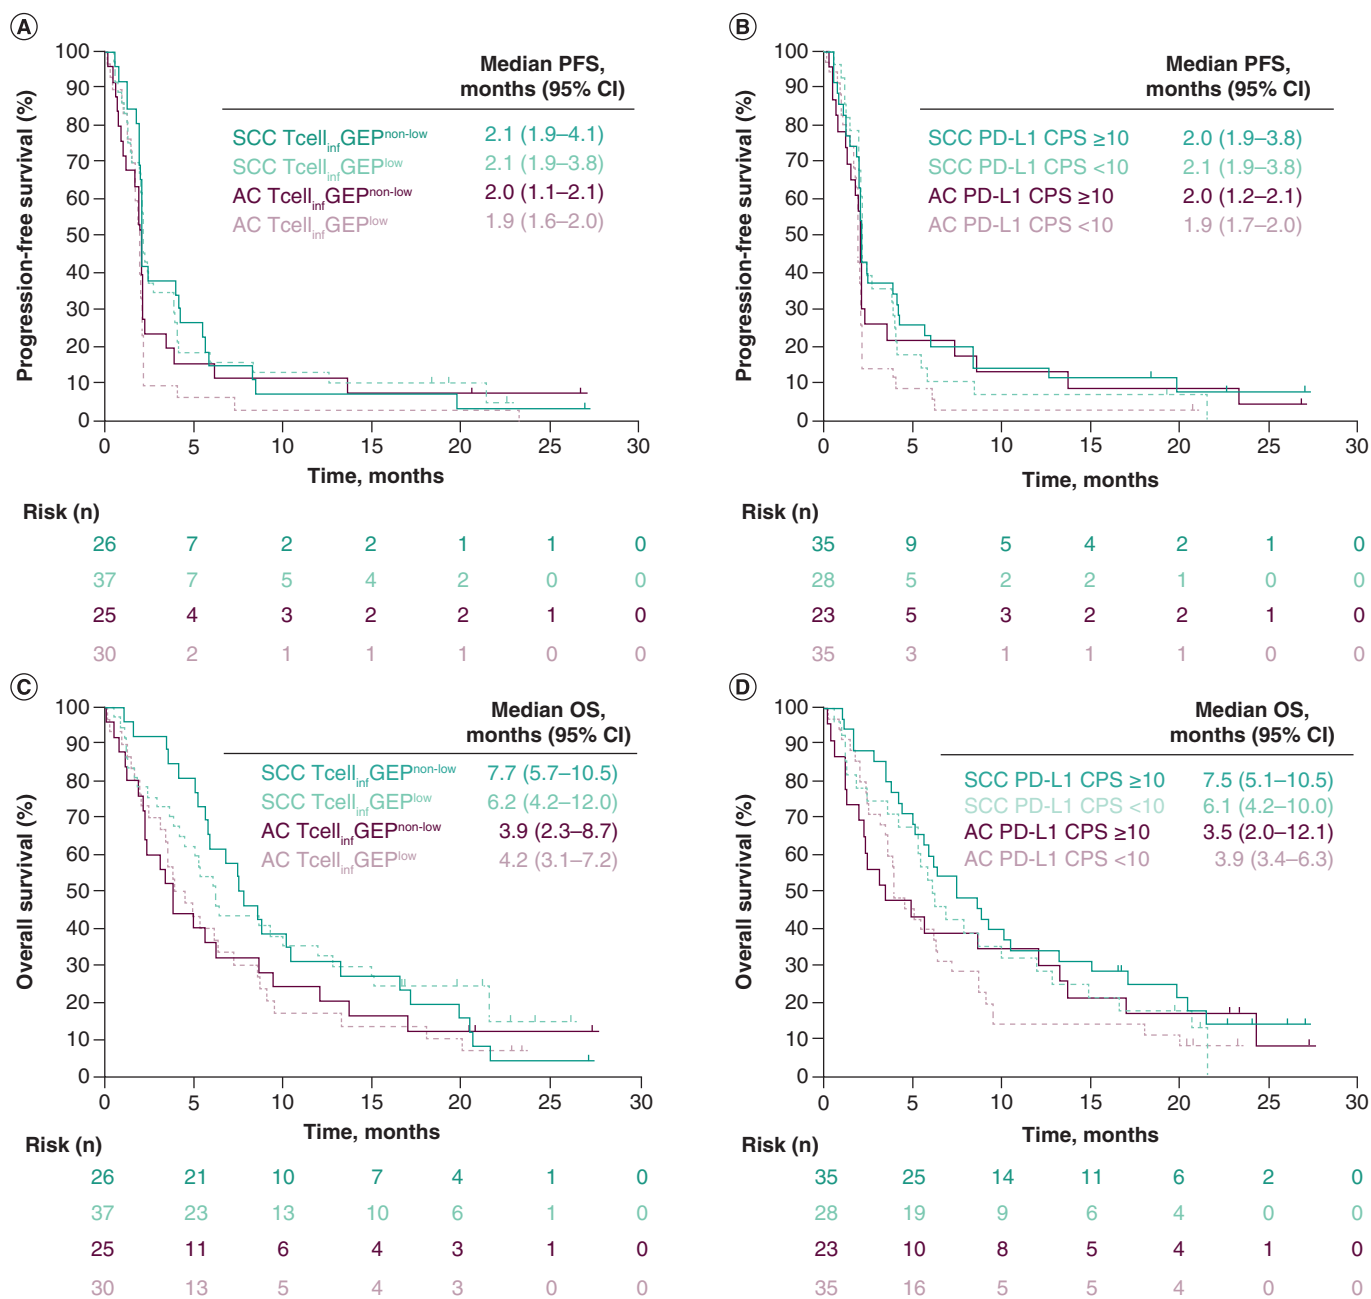 A
Progression-free survival (%)
100
90
80
70
60
50
40
30
20
10
0
Median PFS,
months (95% CI)
SCC TcellinfGEPnon-low 2.1 (1.9–4.1)
SCC TcellinfGEPlow 2.1 (1.9–3.8)
AC TcellinfGEPnon-low 2.0 (1.1–2.1)
AC TcellinfGEPlow 1.9 (1.6–2.0)
0 5 10 15 20 25 30
Time, months
Risk (n)
26 7 2 2 1 1 0
37 7 5 4 2 0 0
25 4 3 2 2 1 0
30 2 1 1 1 0 0
B
Progression-free survival (%)
100
90
80
70
60
50
40
30
20
10
0
Median PFS,
months (95% CI)
SCC PD-L1 CPS ≥10 2.0 (1.9–3.8)
SCC PD-L1 CPS <10 2.1 (1.9–3.8)
AC PD-L1 CPS ≥10 2.0 (1.2–2.1)
AC PD-L1 CPS <10 1.9 (1.7–2.0)
0 5 10 15 20 25 30
Time, months
Risk (n)
35 9 5 4 2 1 0
28 5 2 2 1 0 0
23 5 3 2 2 1 0
35 3 1 1 1 0 0
C
Overall survival (%)
100
90
80
70
60
50
40
30
20
10
0
Median OS,
months (95% CI)
SCC TcellinfGEPnon-low 7.7 (5.7–10.5)
SCC TcellinfGEPlow 6.2 (4.2–12.0)
AC TcellinfGEPnon-low 3.9 (2.3–8.7)
AC TcellinfGEPlow 4.2 (3.1–7.2)
0 5 10 15 20 25 30
Time, months
Risk (n)
26 21 10 7 4 1 0
37 23 13 10 6 1 0
25 11 6 4 3 1 0
30 13 5 4 3 0 0
D
Overall survival (%)
100
90
80
70
60
50
40
30
20
10
0
Median OS,
months (95% CI)
SCC PD-L1 CPS ≥10 7.5 (5.1–10.5)
SCC PD-L1 CPS <10 6.1 (4.2–10.0)
AC PD-L1 CPS ≥10 3.5 (2.0–12.1)
AC PD-L1 CPS <10 3.9 (3.4–6.3)
0 5 10 15 20 25 30
Time, months
Risk (n)
35 25 14 11 6 2 0
28 19 9 6 4 0 0
23 10 8 5 4 1 0
35 16 5 5 4 0 0